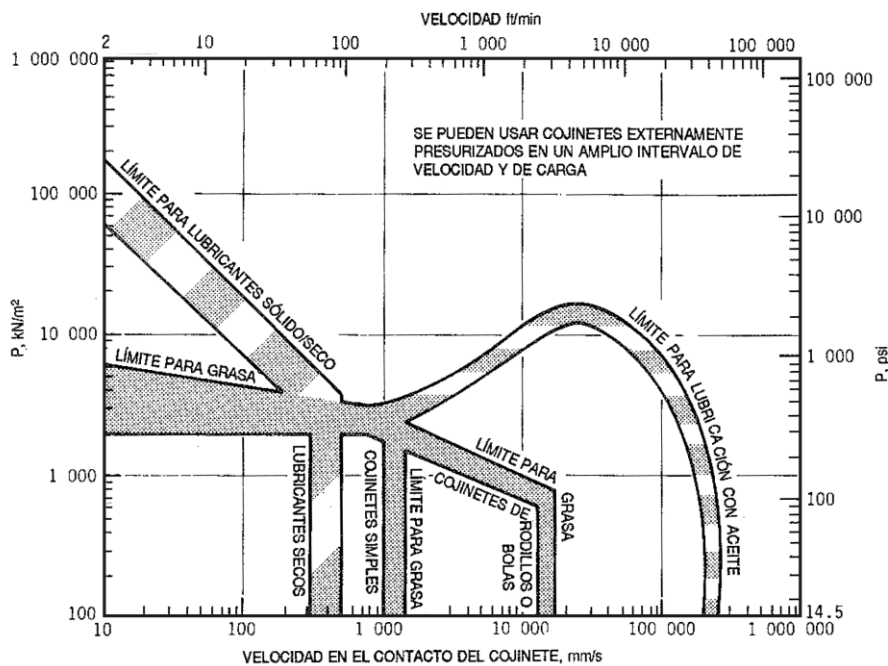 VELOCIDAD ft/min
2 10 100 1 000 10 000 100 000
1 000 000
100 000
10 000
1 000
100
P, kN/m²
100 000
10 000
1 000
100
14.5
P, psi
SE PUEDEN USAR COJINETES EXTERNAMENTE
PRESURIZADOS EN UN AMPLIO INTERVALO DE
VELOCIDAD Y DE CARGA
LÍMITE PARA LUBRICANTES SÓLIDO/SECO
LÍMITE PARA GRASA
LÍMITE PARA LUBRICACIÓN CON ACEITE
LUBRICANTES SECOS
COJINETES SIMPLES
LÍMITE PARA GRASA
LÍMITE PARA
GRASA
COJINETES DE
RODILLOS O
BOLAS
10 100 1 000 10 000 100 000 1 000 000
VELOCIDAD EN EL CONTACTO DEL COJINETE, mm/s